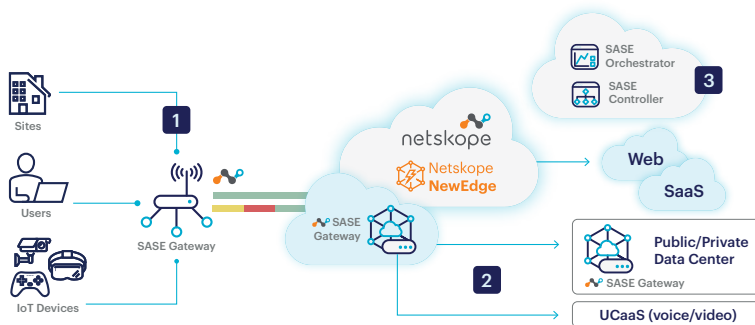 SASE
Orchestrator
SASE
Controller
3
Sites
1
netskope
Netskope
NewEdge
Web
SaaS
Users
SASE Gateway
SASE
Gateway
Public/Private
Data Center
SASE Gateway
2
IoT Devices
UCaaS (voice/video)